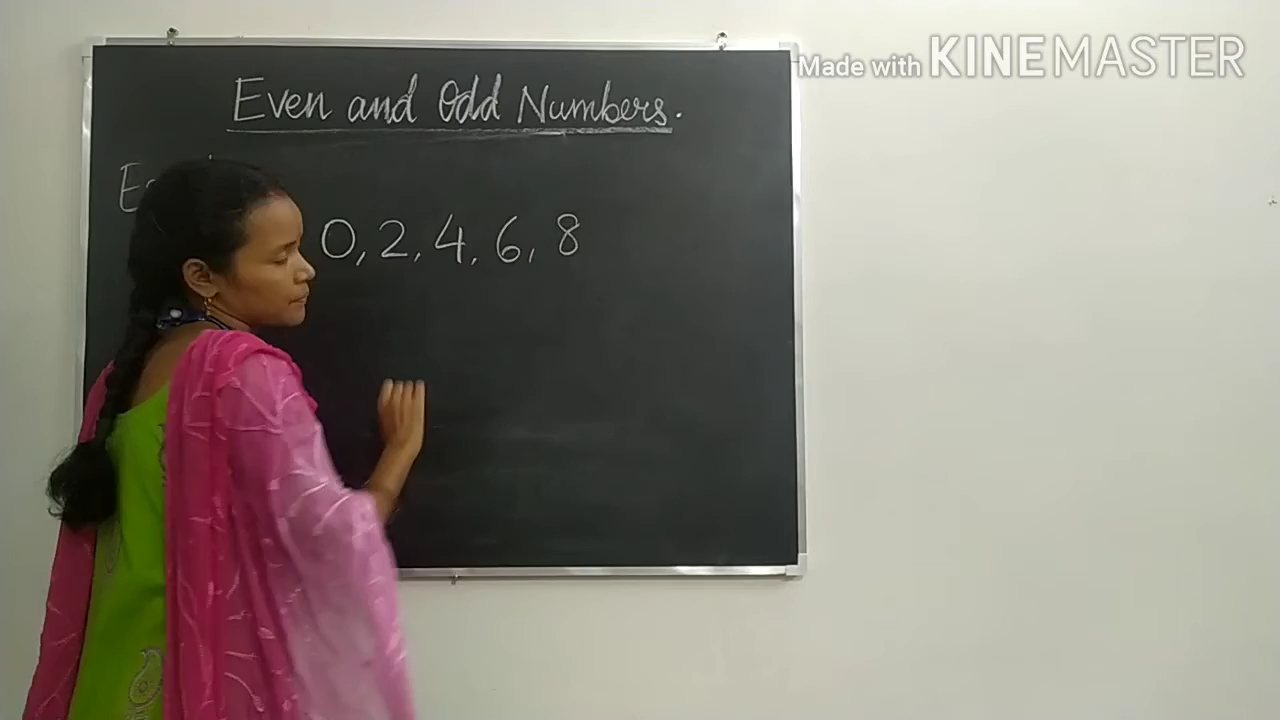 Made with KINEMASTER
Even and Odd Numbers.
0, 2, 4, 6, 8